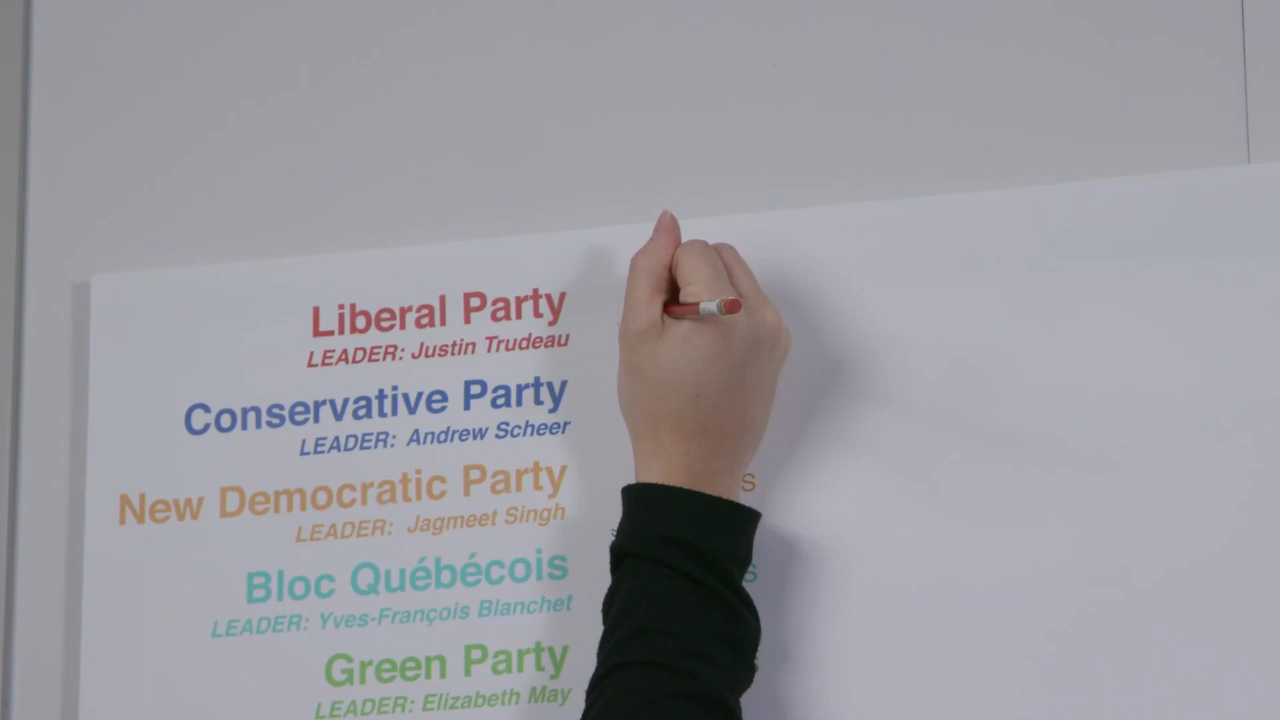 Liberal Party
LEADER: Justin Trudeau
Conservative Party
LEADER: Andrew Scheer
New Democratic Party
LEADER: Jagmeet Singh
Bloc Québécois
LEADER: Yves-François Blanchet
Green Party
LEADER: Elizabeth May